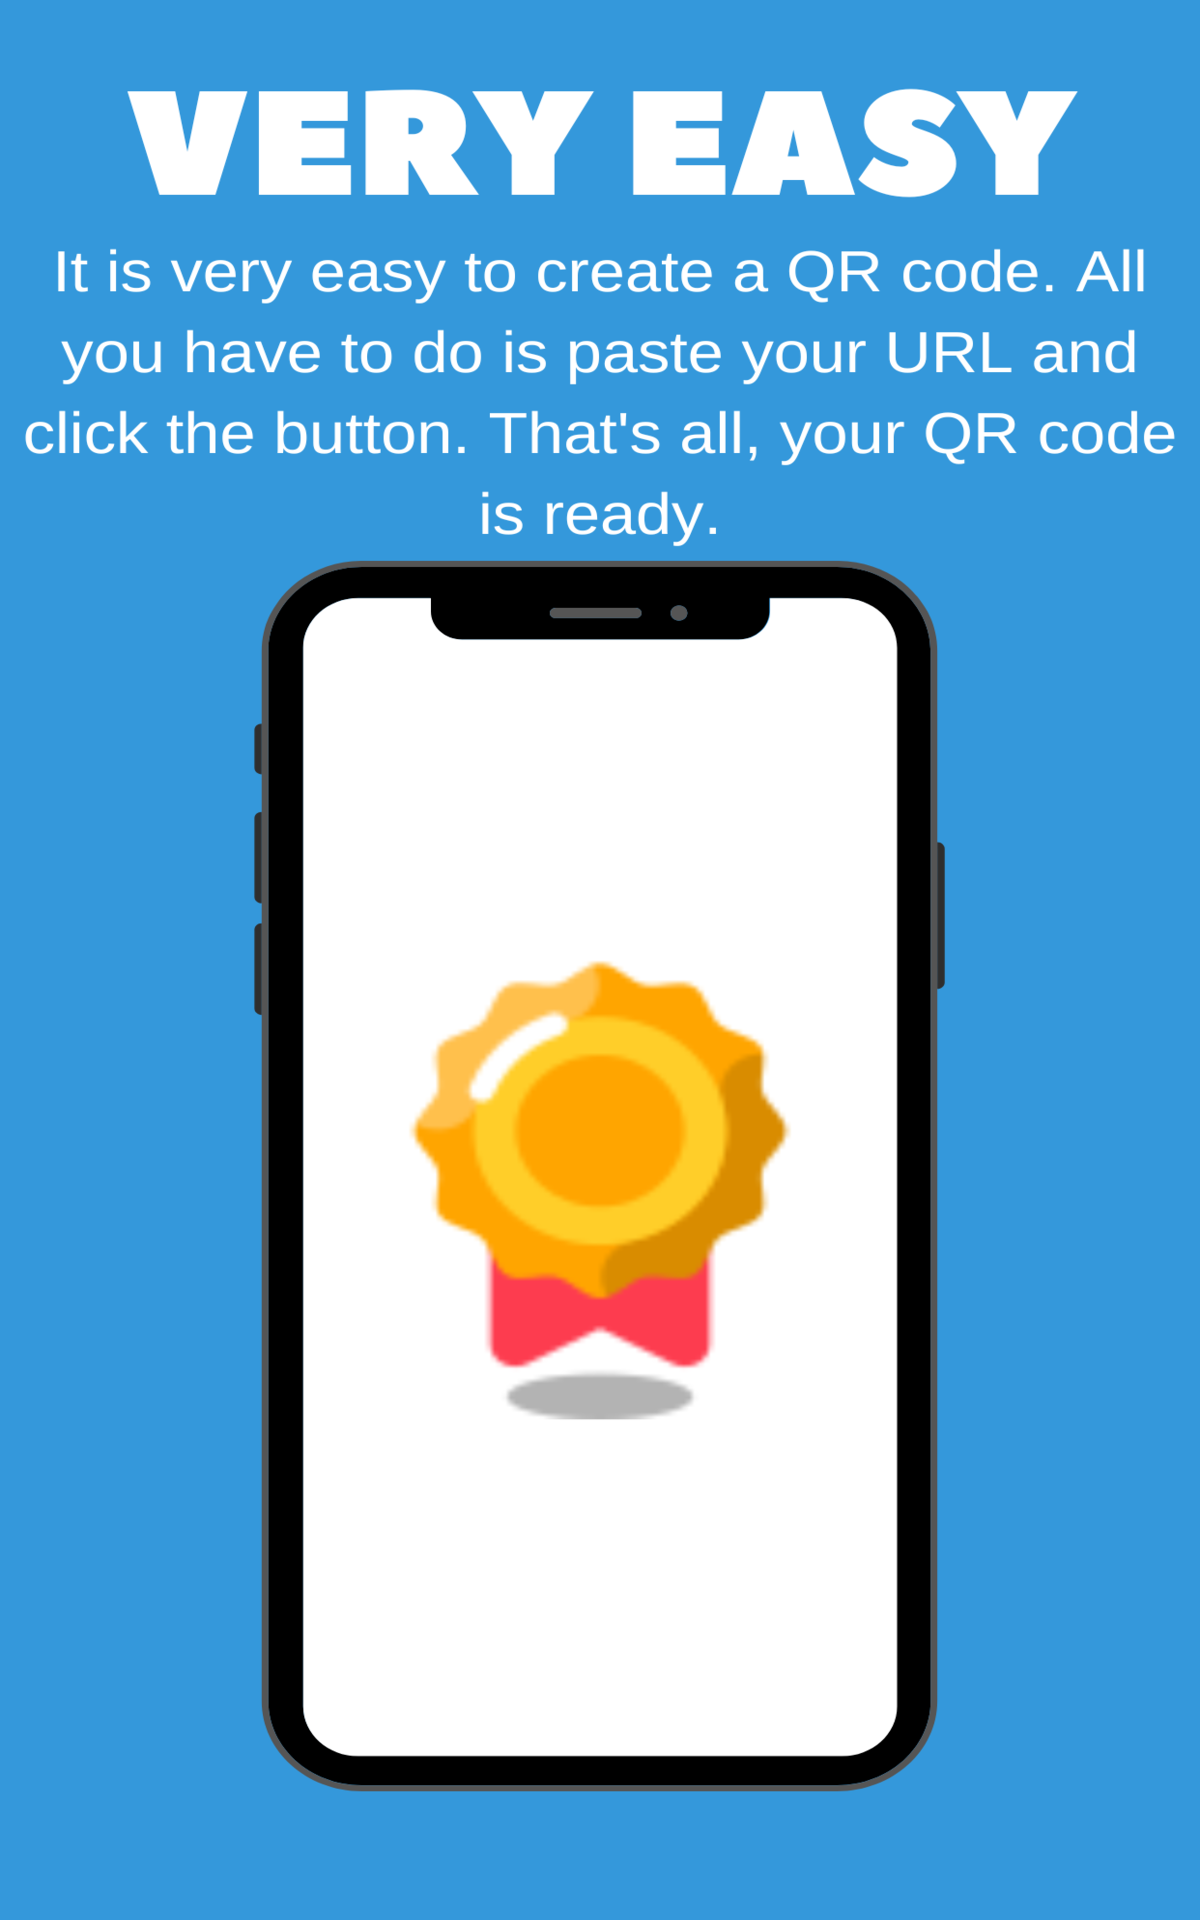 VERY EASY
It is very easy to create a QR code. All
you have to do is paste your URL and
click the button. That's all, your QR code
is ready.